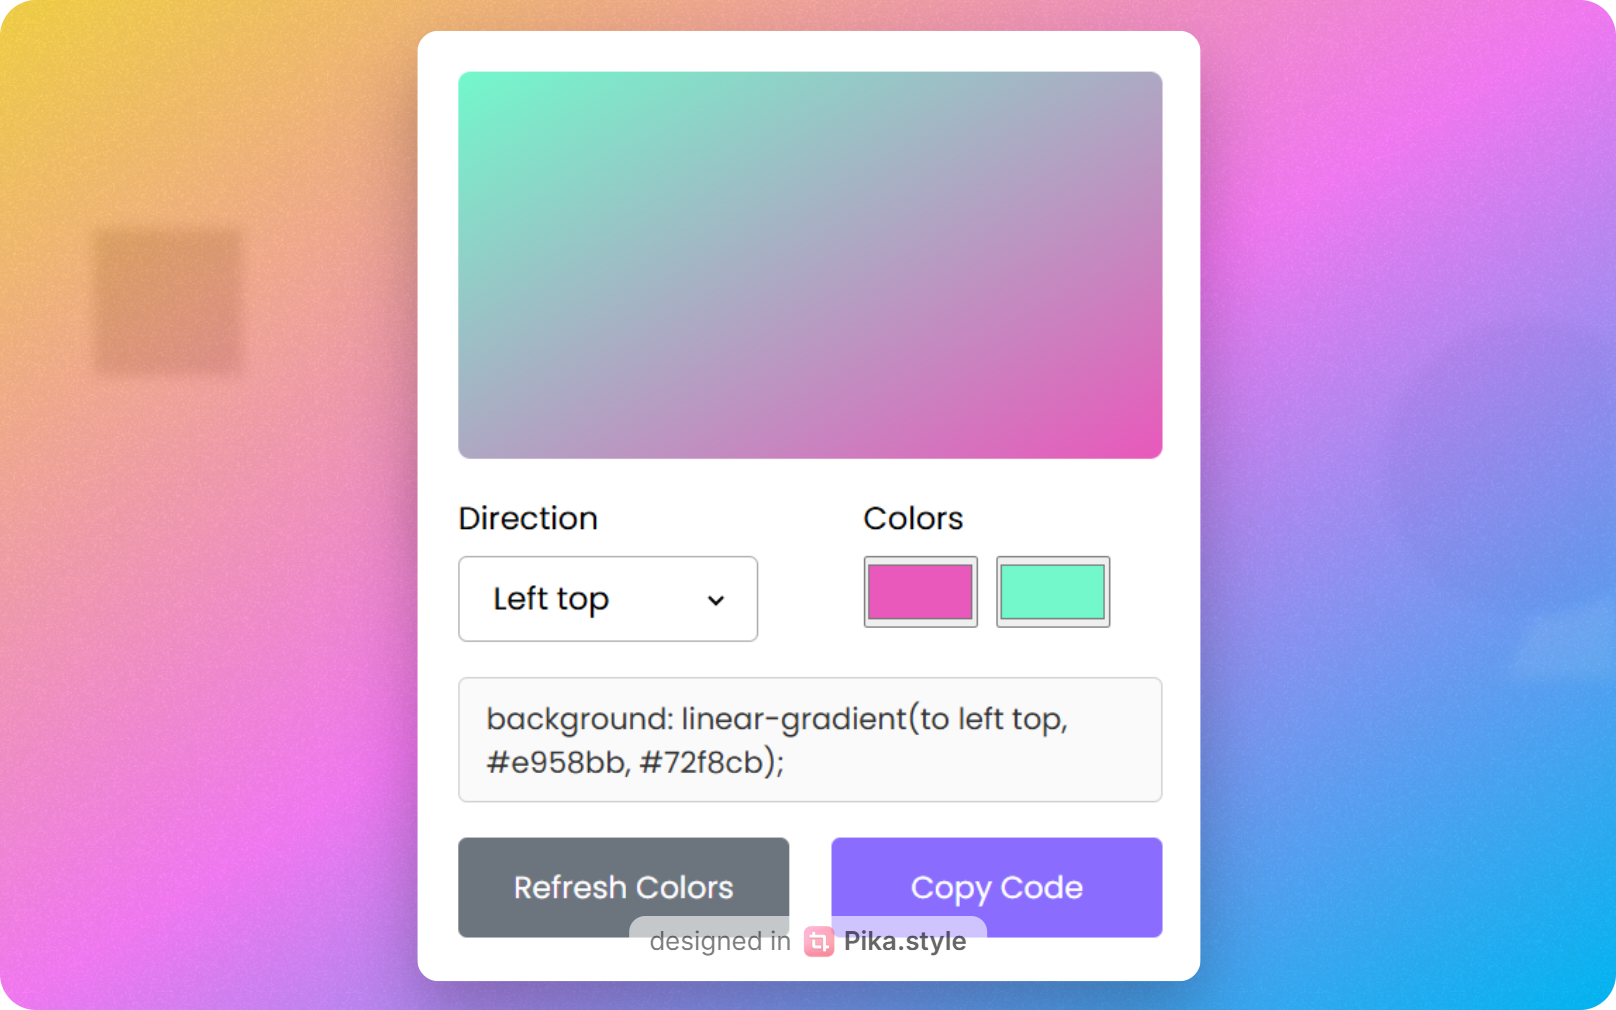 Direction
Colors
Left top
background: linear-gradient(to left top,
#e958bb, #72f8cb);
Refresh Colors
Copy Code
designed in Pika.style